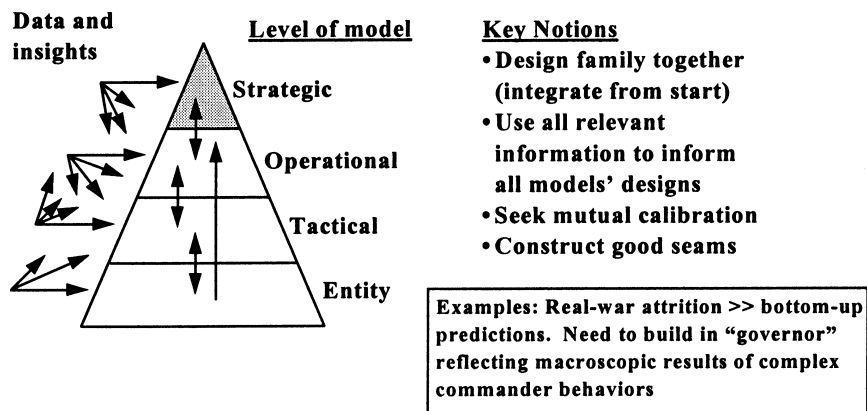 Data and
insights
Level of model
Strategic
Operational
Tactical
Entity
Key Notions
• Design family together
(integrate from start)
• Use all relevant
information to inform
all models’ designs
• Seek mutual calibration
• Construct good seams
Examples: Real-war attrition >> bottom-up
predictions. Need to build in “governor”
reflecting macroscopic results of complex
commander behaviors